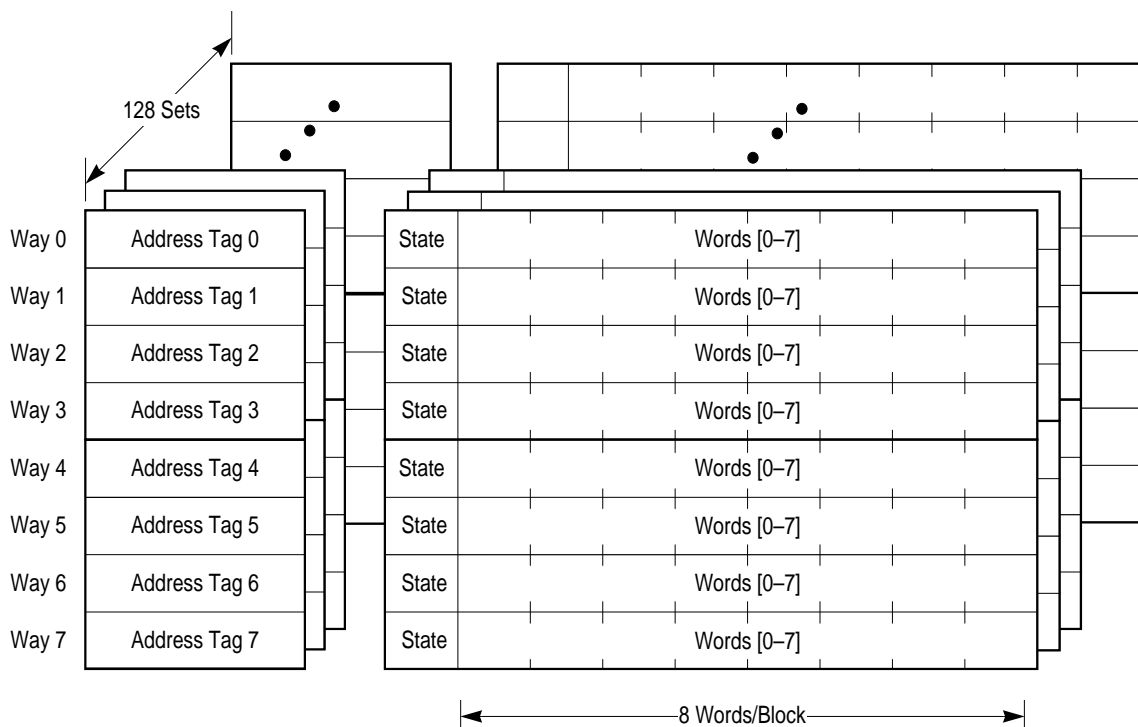 128 Sets
Way 0 Address Tag 0 State Words [0–7]
Way 1 Address Tag 1 State Words [0–7]
Way 2 Address Tag 2 State Words [0–7]
Way 3 Address Tag 3 State Words [0–7]
Way 4 Address Tag 4 State Words [0–7]
Way 5 Address Tag 5 State Words [0–7]
Way 6 Address Tag 6 State Words [0–7]
Way 7 Address Tag 7 State Words [0–7]
8 Words/Block